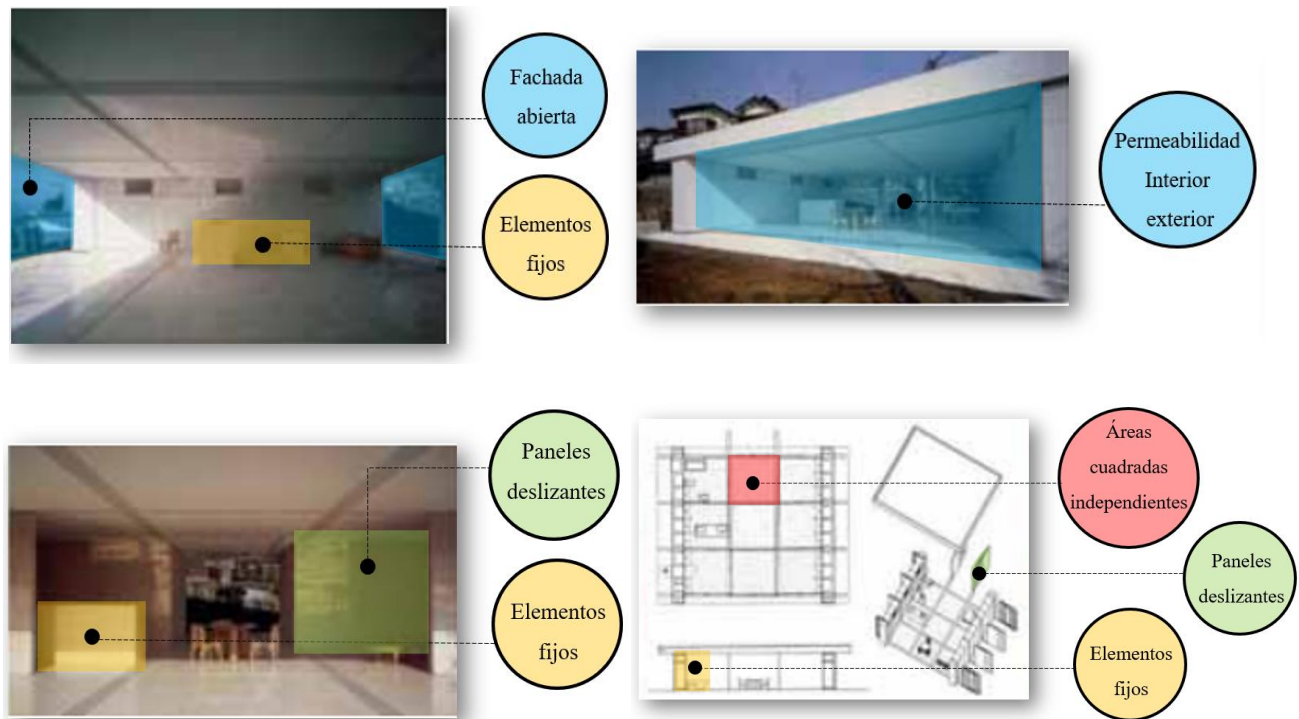 Fachada
abierta
Elementos
fijos
Permeabilidad
Interior
exterior
Paneles
deslizantes
Elementos
fijos
Áreas
cuadradas
independientes
Paneles
deslizantes
Elementos
fijos